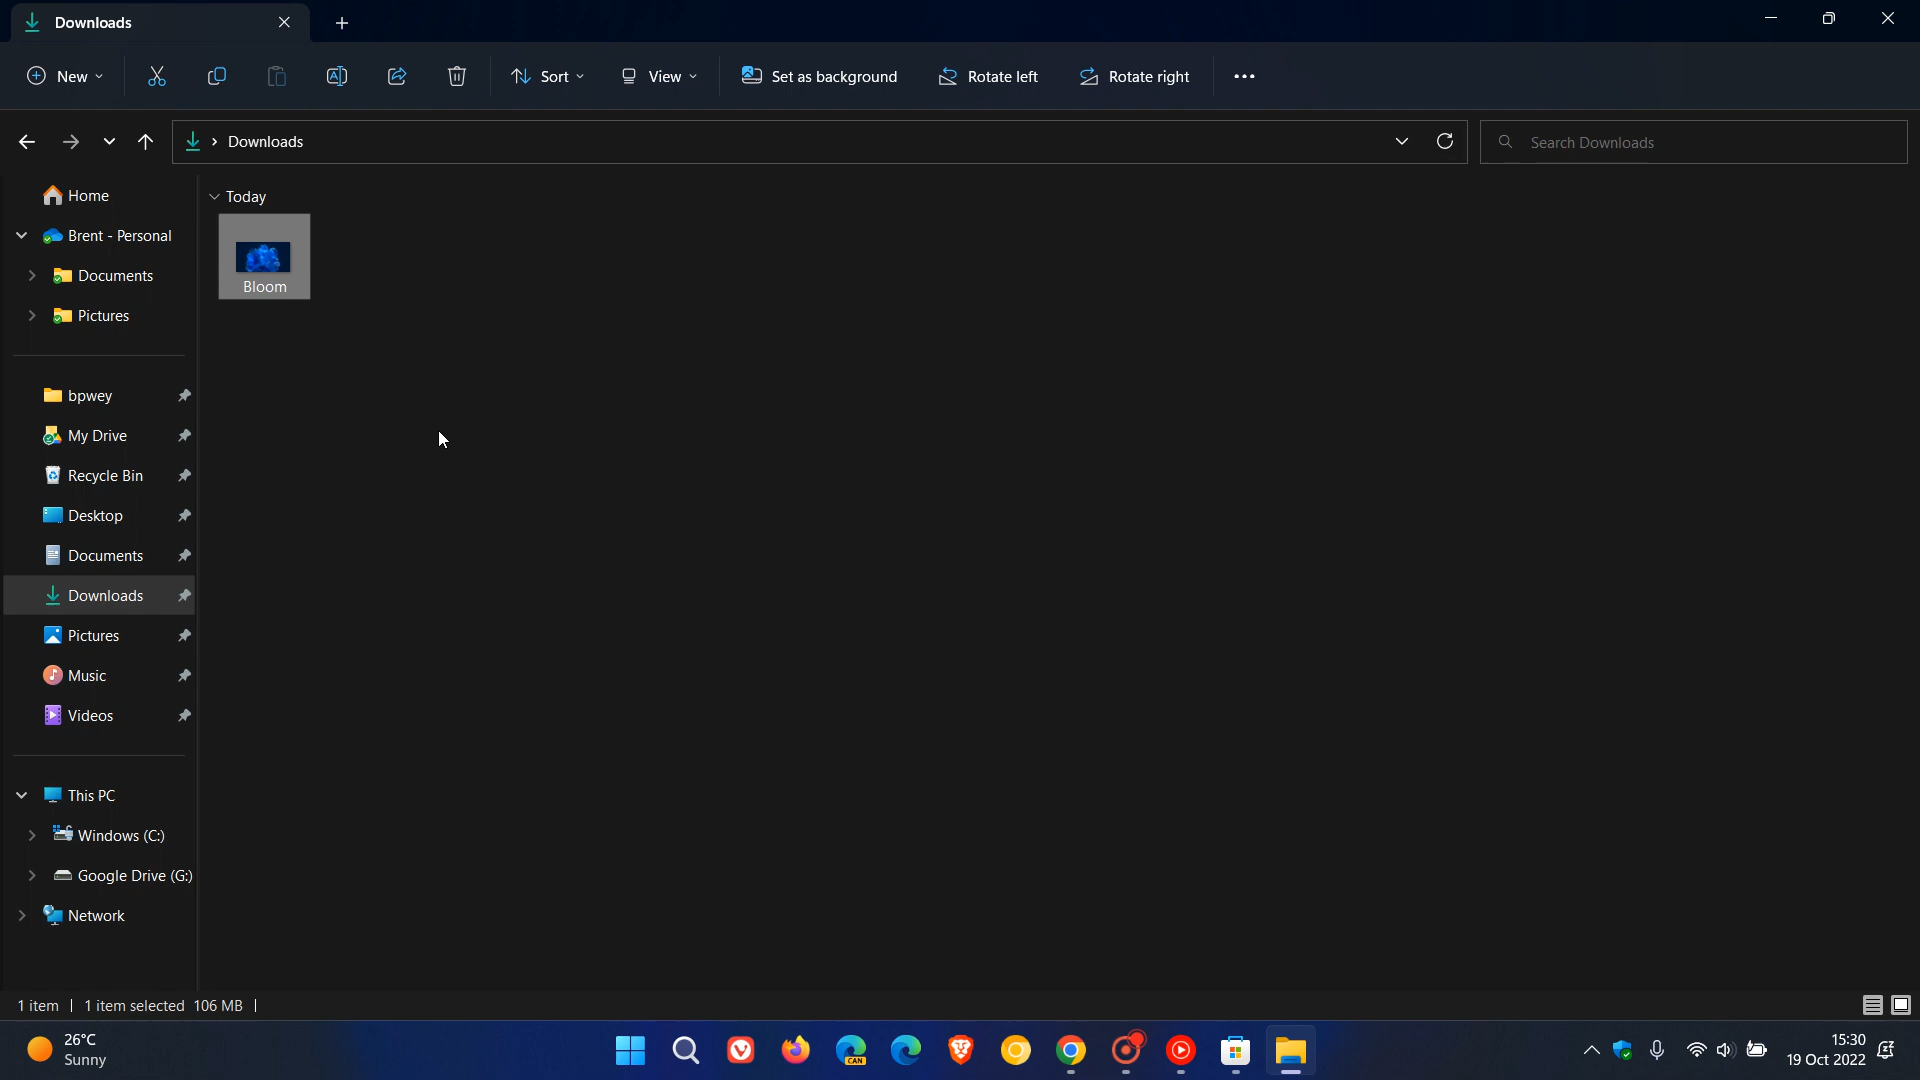 Downloads
New
Sort
View
Set as background
Rotate left
Rotate right
Downloads
Search Downloads
Home
Brent - Personal
Documents
Pictures
bpwey
My Drive
Recycle Bin
Desktop
Documents
Downloads
Pictures
Music
Videos
This PC
Windows (C:)
Google Drive (G:)
Network
Today
Bloom
1 item
1 item selected 106 MB
26°C
Sunny
CAN
15:30
19 Oct 2022